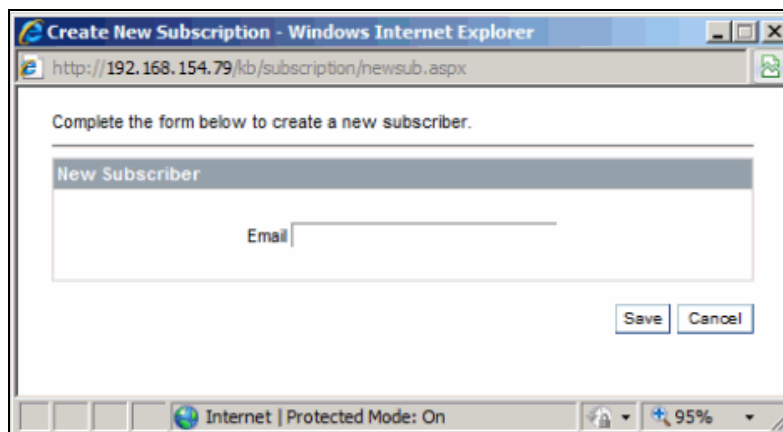 Create New Subscription - Windows Internet Explorer
http://192.168.154.79/kb/subscription/newsub.aspx
Complete the form below to create a new subscriber.
New Subscriber
Email
Save Cancel
Internet | Protected Mode: On 95%